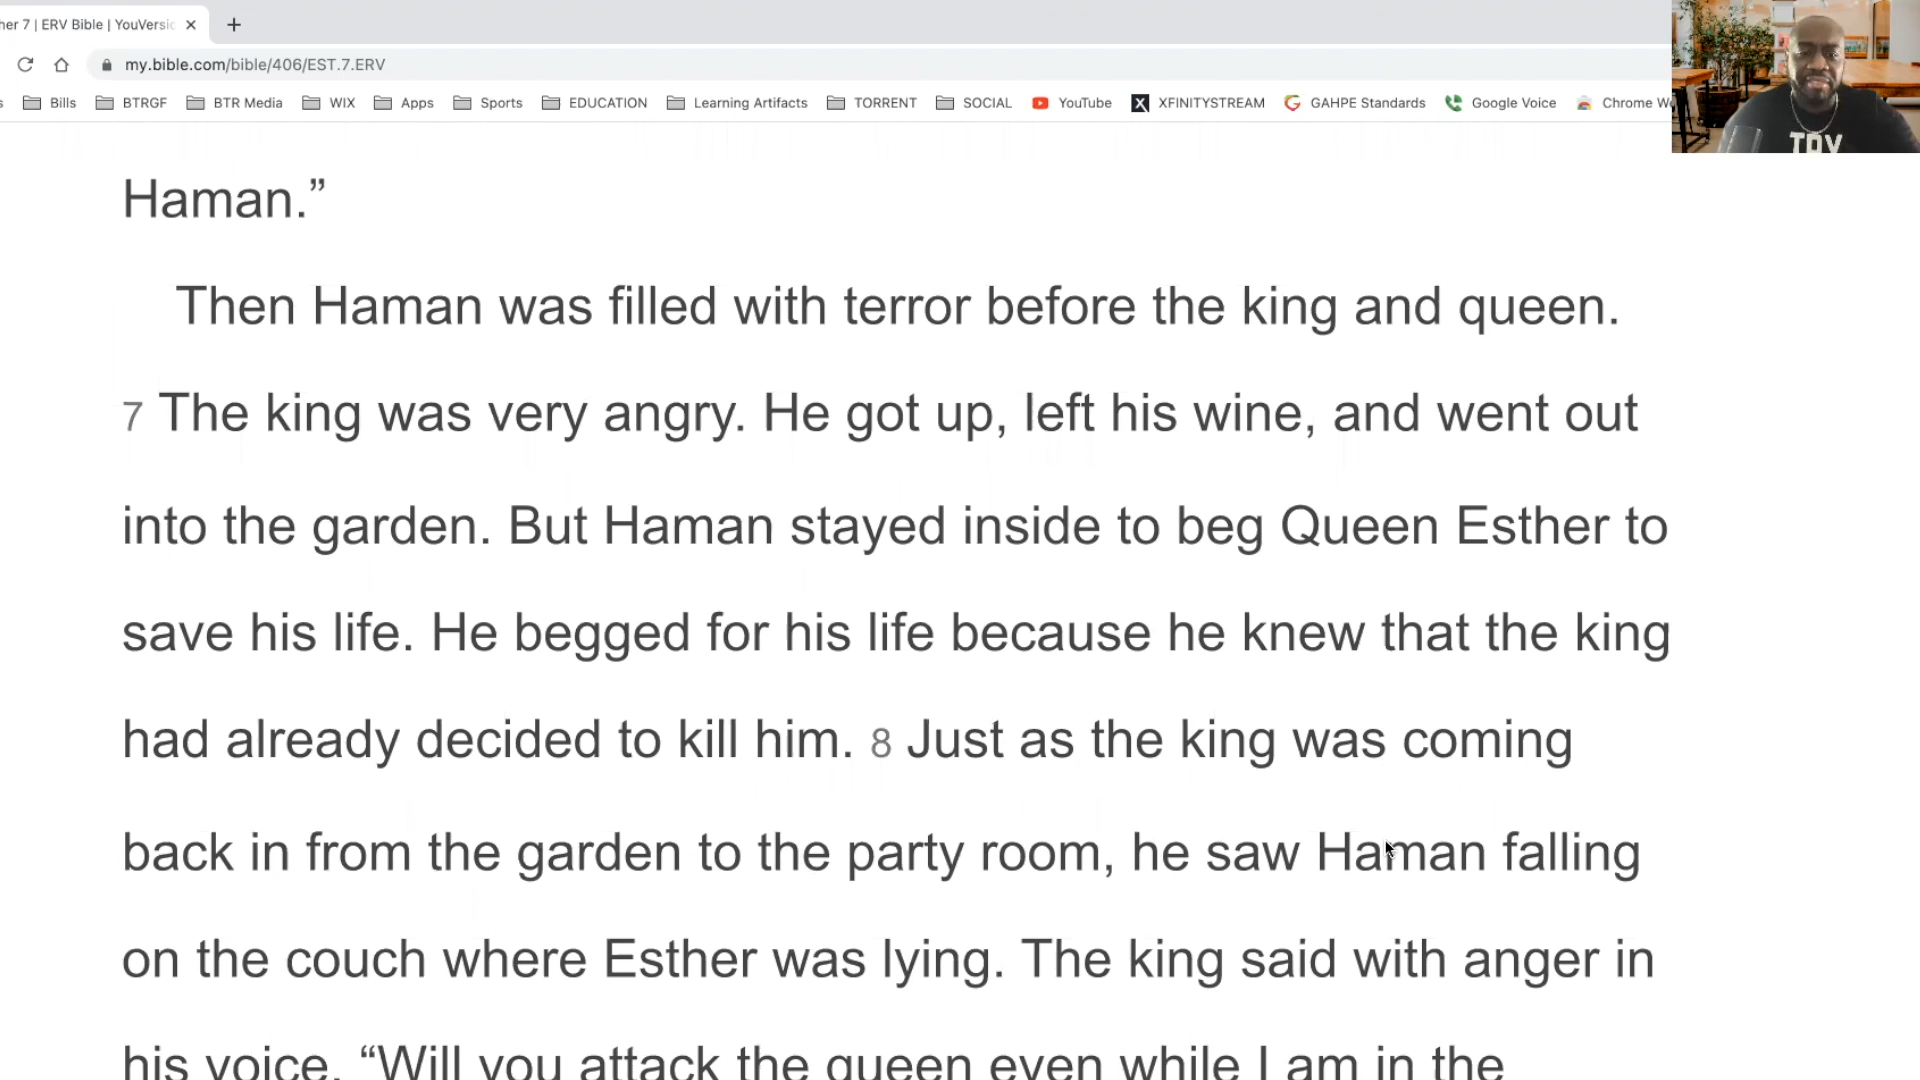 her 7 | ERV Bible | YouVersic
my.bible.com/bible/406/EST.7.ERV
s Bills BTRGF BTR Media WIX Apps Sports EDUCATION Learning Artifacts TORRENT SOCIAL YouTube XFINITYSTREAM GAHPE Standards Google Voice Chrome We
Haman.”
Then Haman was filled with terror before the king and queen.
7 The king was very angry. He got up, left his wine, and went out
into the garden. But Haman stayed inside to beg Queen Esther to
save his life. He begged for his life because he knew that the king
had already decided to kill him. 8 Just as the king was coming
back in from the garden to the party room, he saw Haman falling
on the couch where Esther was lying. The king said with anger in
his voice, “Will you attack the queen even while I am in the